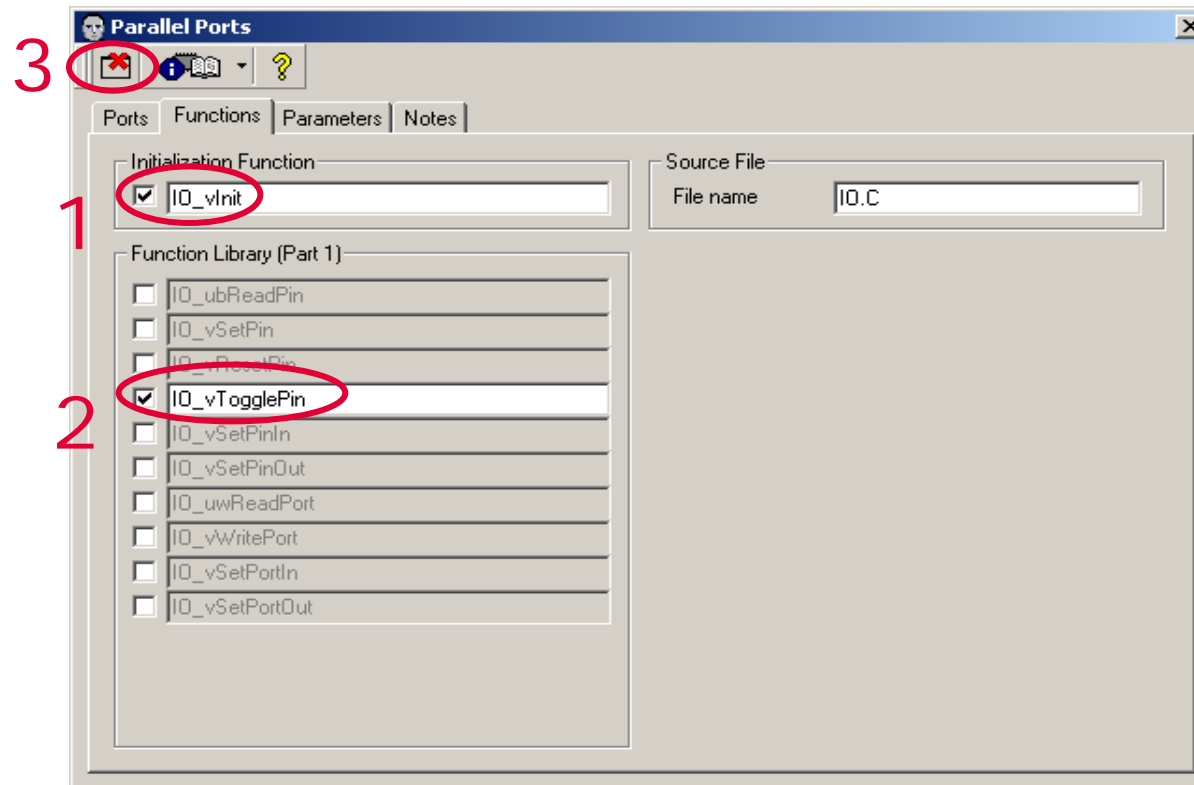 Parallel Ports
3
Ports Functions Parameters Notes
Initialization Function
IO_vInit
1
Source File
File name IO.C
Function Library (Part 1)
IO_ubReadPin
IO_vSetPin
IO_vResetPin
IO_vTogglePin
2
IO_vSetPinIn
IO_vSetPinOut
IO_uwReadPort
IO_vWritePort
IO_vSetPortIn
IO_vSetPortOut